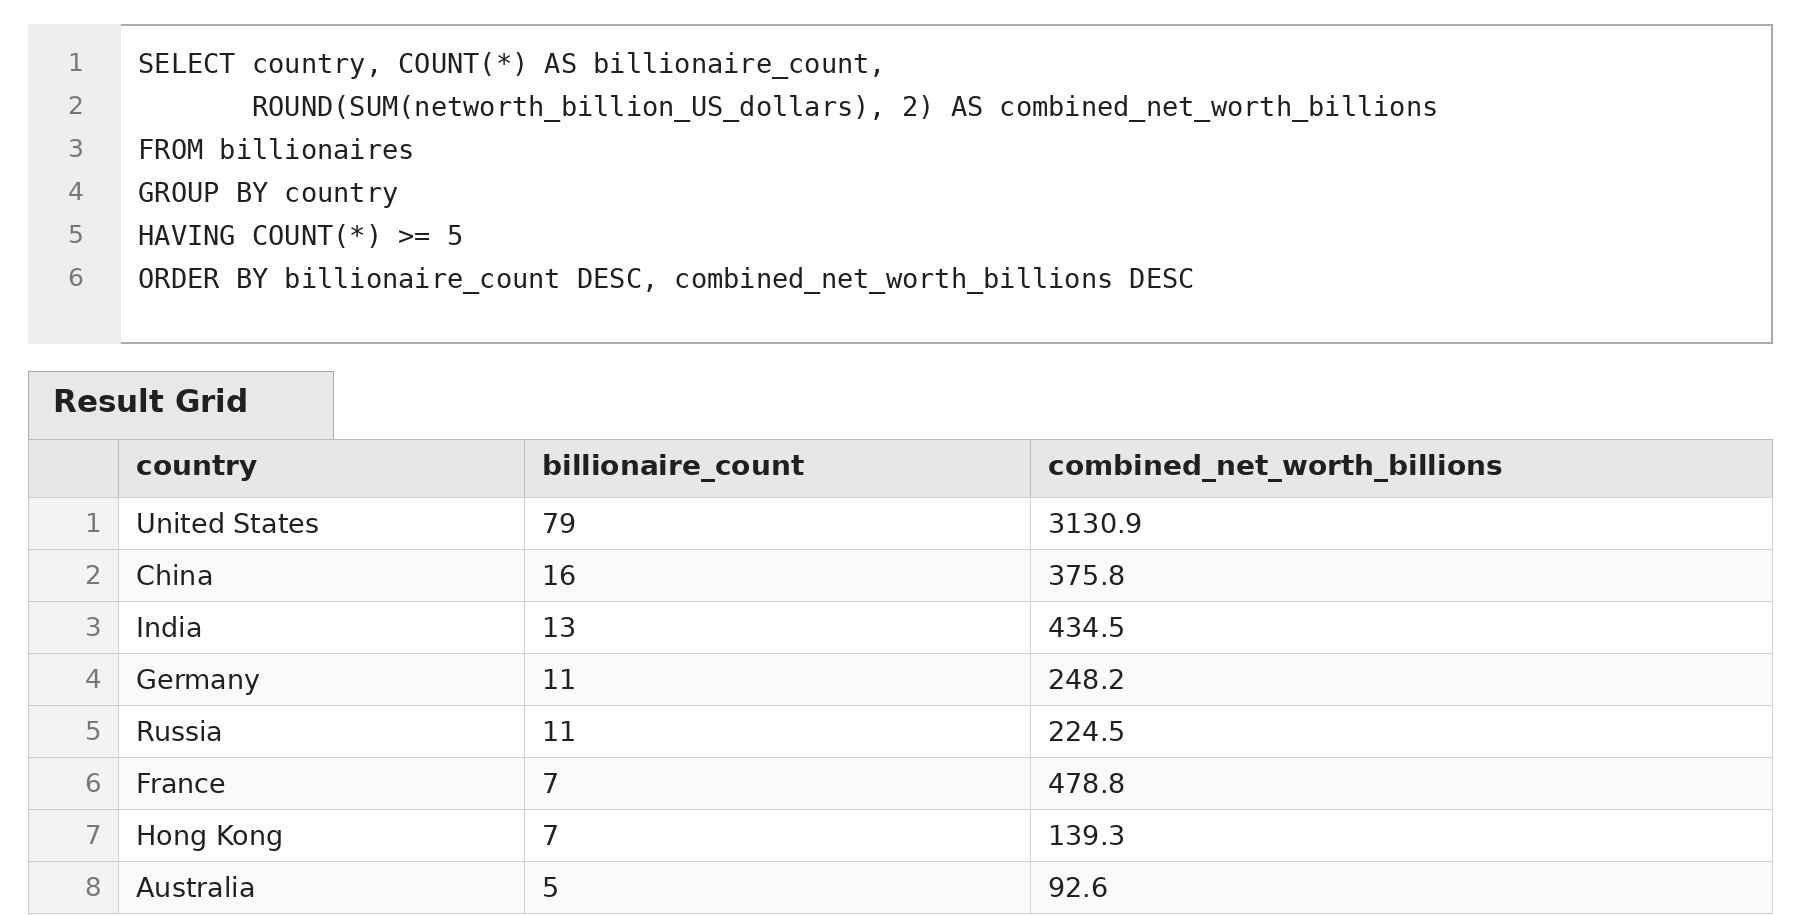 1 SELECT country, COUNT(*) AS billionaire_count,
2 ROUND(SUM(networth_billion_US_dollars), 2) AS combined_net_worth_billions
3 FROM billionaires
4 GROUP BY country
5 HAVING COUNT(*) >= 5
6 ORDER BY billionaire_count DESC, combined_net_worth_billions DESC
Result Grid
country billionaire_count combined_net_worth_billions
1 United States 79 3130.9
2 China 16 375.8
3 India 13 434.5
4 Germany 11 248.2
5 Russia 11 224.5
6 France 7 478.8
7 Hong Kong 7 139.3
8 Australia 5 92.6